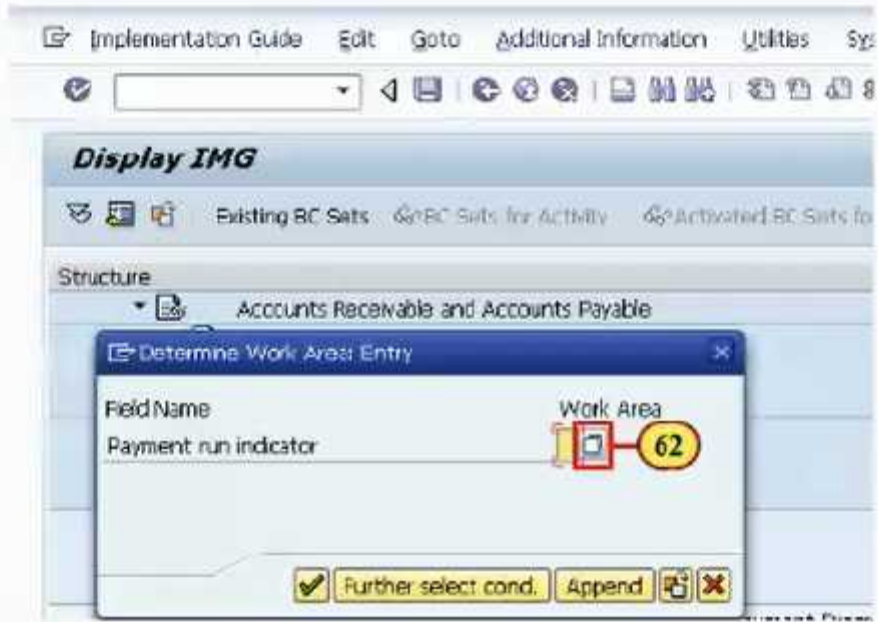 Implementation Guide Edit Goto Additional Information Utilities
Display IMG
Existing BC Sets BC Sets for Activity Activated BC Sets fo
Structure
Accounts Receivable and Accounts Payable
Determine Work Area: Entry
Field Name Work Area
Payment run indicator 62
Further select cond. Append